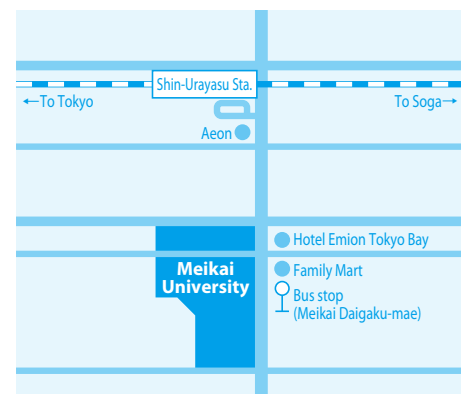 Shin-Urayasu Sta.
←To Tokyo
To Soga→
Aeon
Hotel Emion Tokyo Bay
Meikai
University
Family Mart
Bus stop
(Meikai Daigaku-mae)